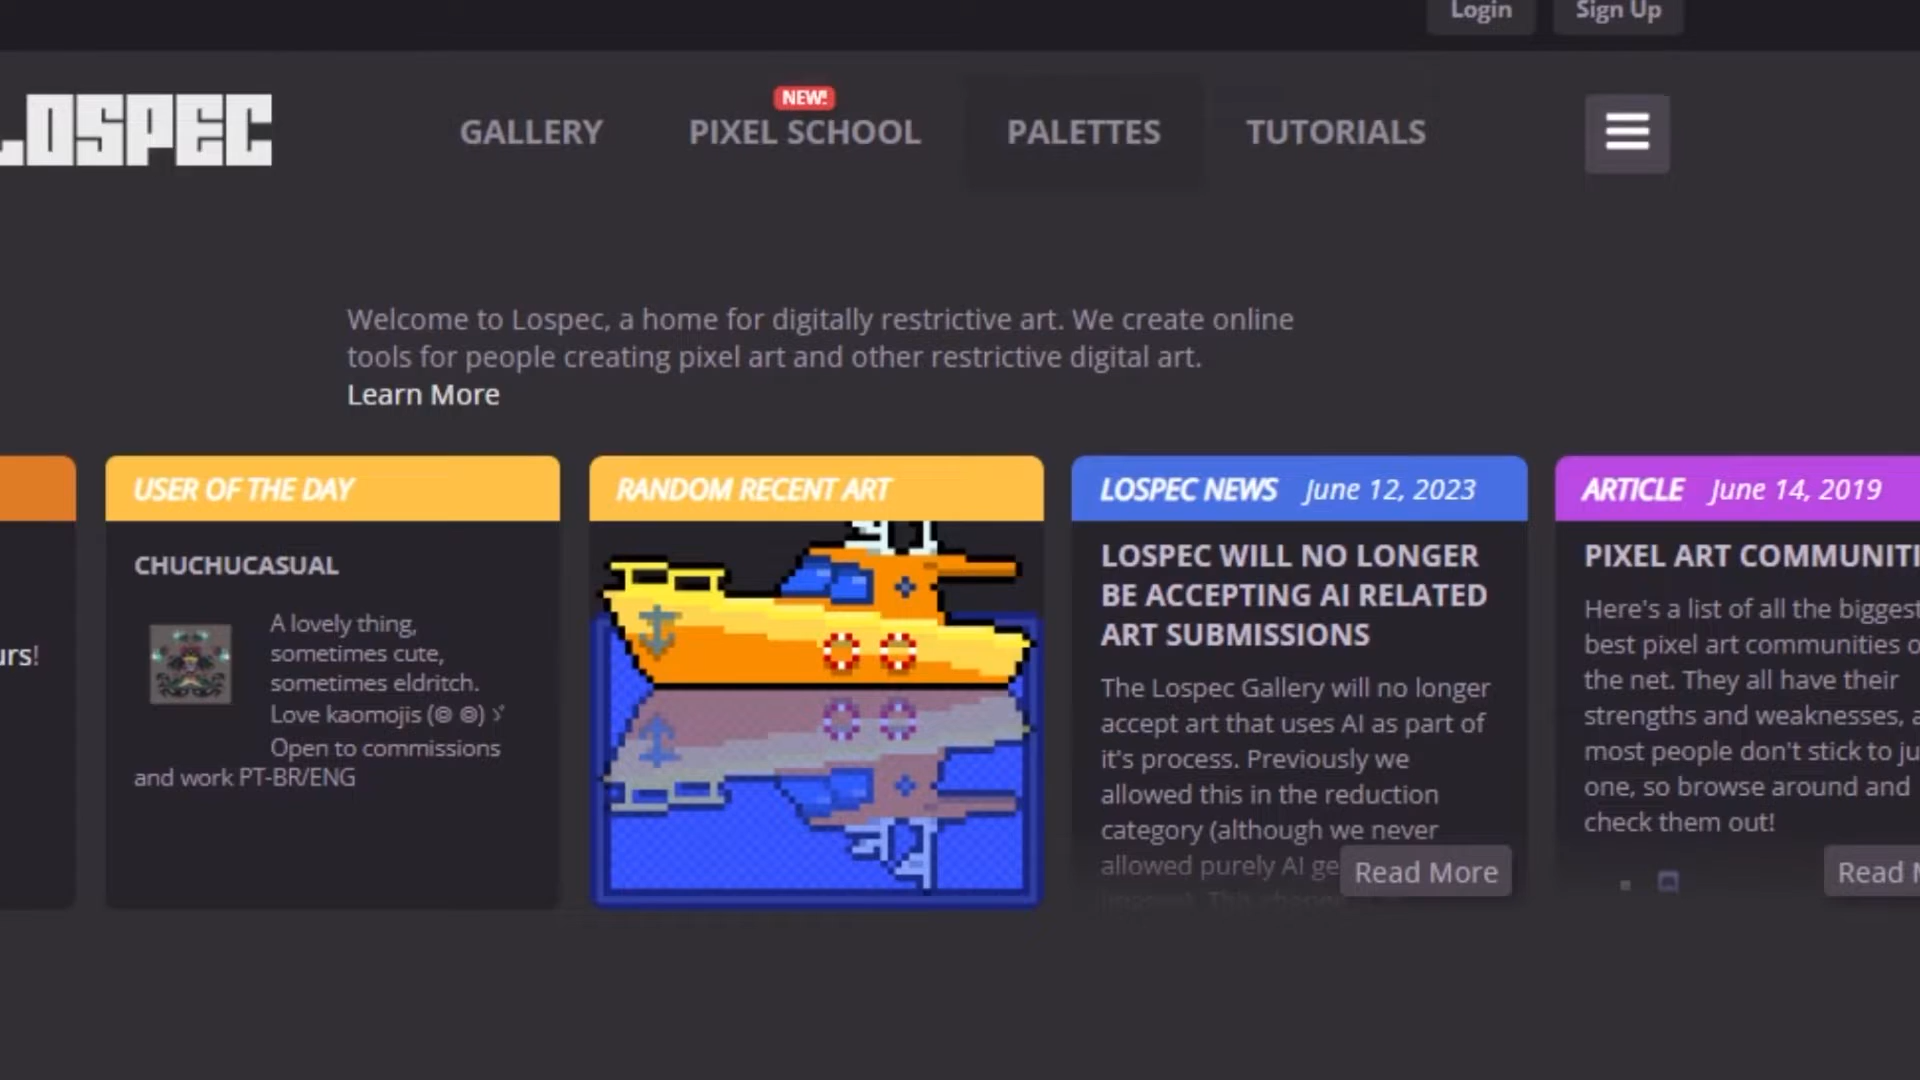 Login
Sign Up
LOSPEC
GALLERY
NEW!
PIXEL SCHOOL
PALETTES
TUTORIALS
Welcome to Lospec, a home for digitally restrictive art. We create online
tools for people creating pixel art and other restrictive digital art.
Learn More
urs!
USER OF THE DAY
CHUCHUCASUAL
A lovely thing,
sometimes cute,
sometimes eldritch.
Love kaomojis
Open to commissions
and work PT-BR/ENG
RANDOM RECENT ART
LOSPEC NEWS June 12, 2023
LOSPEC WILL NO LONGER
BE ACCEPTING AI RELATED
ART SUBMISSIONS
The Lospec Gallery will no longer
accept art that uses AI as part of
it's process. Previously we
allowed this in the reduction
category (although we never
allowed purely AI ge
Read More
ARTICLE June 14, 2019
PIXEL ART COMMUNITI
Here's a list of all the biggest
best pixel art communities o
the net. They all have their
strengths and weaknesses, a
most people don't stick to ju
one, so browse around and
check them out!
Read M